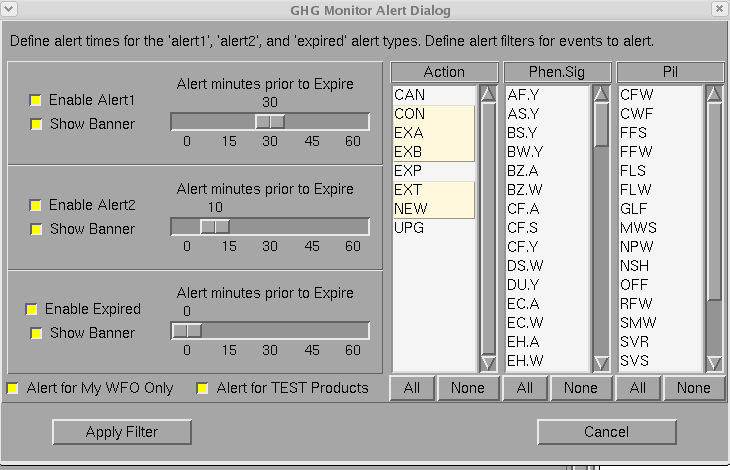 GHG Monitor Alert Dialog
Define alert times for the 'alert1', 'alert2', and 'expired' alert types. Define alert filters for events to alert.
Enable Alert1
Show Banner
Alert minutes prior to Expire
30
0 15 30 45 60
Enable Alert2
Show Banner
Alert minutes prior to Expire
10
0 15 30 45 60
Enable Expired
Show Banner
Alert minutes prior to Expire
0
0 15 30 45 60
Alert for My WFO Only
Alert for TEST Products
Action
CAN
CON
EXA
EXB
EXP
EXT
NEW
UPG
All None
Phen.Sig
AF.Y
AS.Y
BS.Y
BW.Y
BZ.A
BZ.W
CF.A
CF.S
CF.Y
DS.W
DU.Y
EC.A
EC.W
EH.A
EH.W
All None
Pil
CFW
CWF
FFS
FFW
FLS
FLW
GLF
MWS
NPW
NSH
OFF
RFW
SMW
SVR
SVS
All None
Apply Filter
Cancel